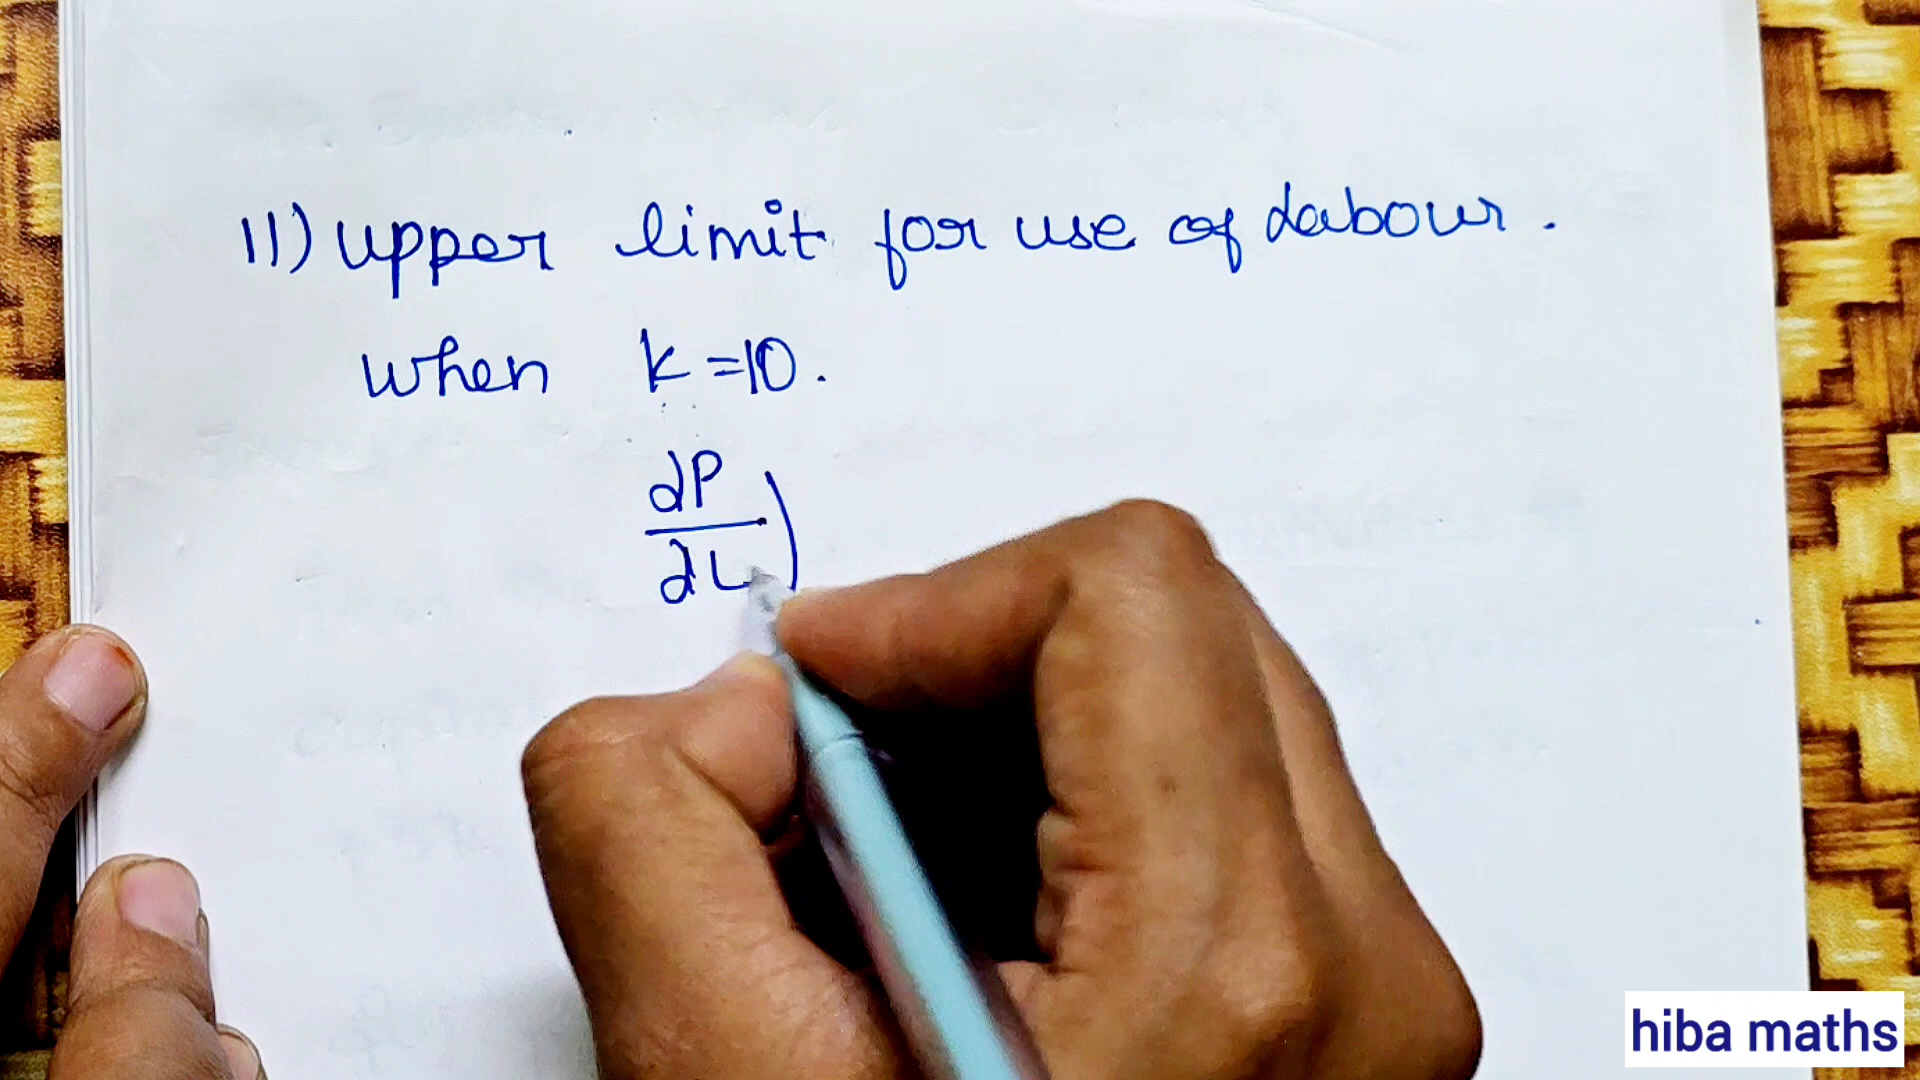 11) upper limit for use of Labour.
when k=10.
∂P
∂L)
hiba maths